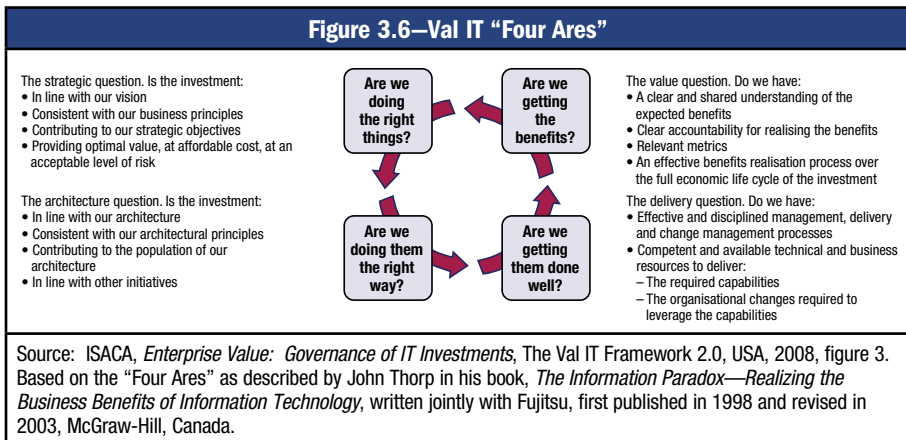 Figure 3.6—Val IT “Four Ares”
The strategic question. Is the investment:
• In line with our vision
• Consistent with our business principles
• Contributing to our strategic objectives
• Providing optimal value, at affordable cost, at an
acceptable level of risk
The architecture question. Is the investment:
• In line with our architecture
• Consistent with our architectural principles
• Contributing to the population of our
architecture
• In line with other initiatives
Are we
doing
the right
things?
Are we
getting
the
benefits?
Are we
doing them
the right
way?
Are we
getting
them done
well?
The value question. Do we have:
• A clear and shared understanding of the
expected benefits
• Clear accountability for realising the benefits
• Relevant metrics
• An effective benefits realisation process over
the full economic life cycle of the investment
The delivery question. Do we have:
• Effective and disciplined management, delivery
and change management processes
• Competent and available technical and business
resources to deliver:
– The required capabilities
– The organisational changes required to
leverage the capabilities
Source: ISACA, Enterprise Value: Governance of IT Investments, The Val IT Framework 2.0, USA, 2008, figure 3.
Based on the “Four Ares” as described by John Thorp in his book, The Information Paradox—Realizing the
Business Benefits of Information Technology, written jointly with Fujitsu, first published in 1998 and revised in
2003, McGraw-Hill, Canada.